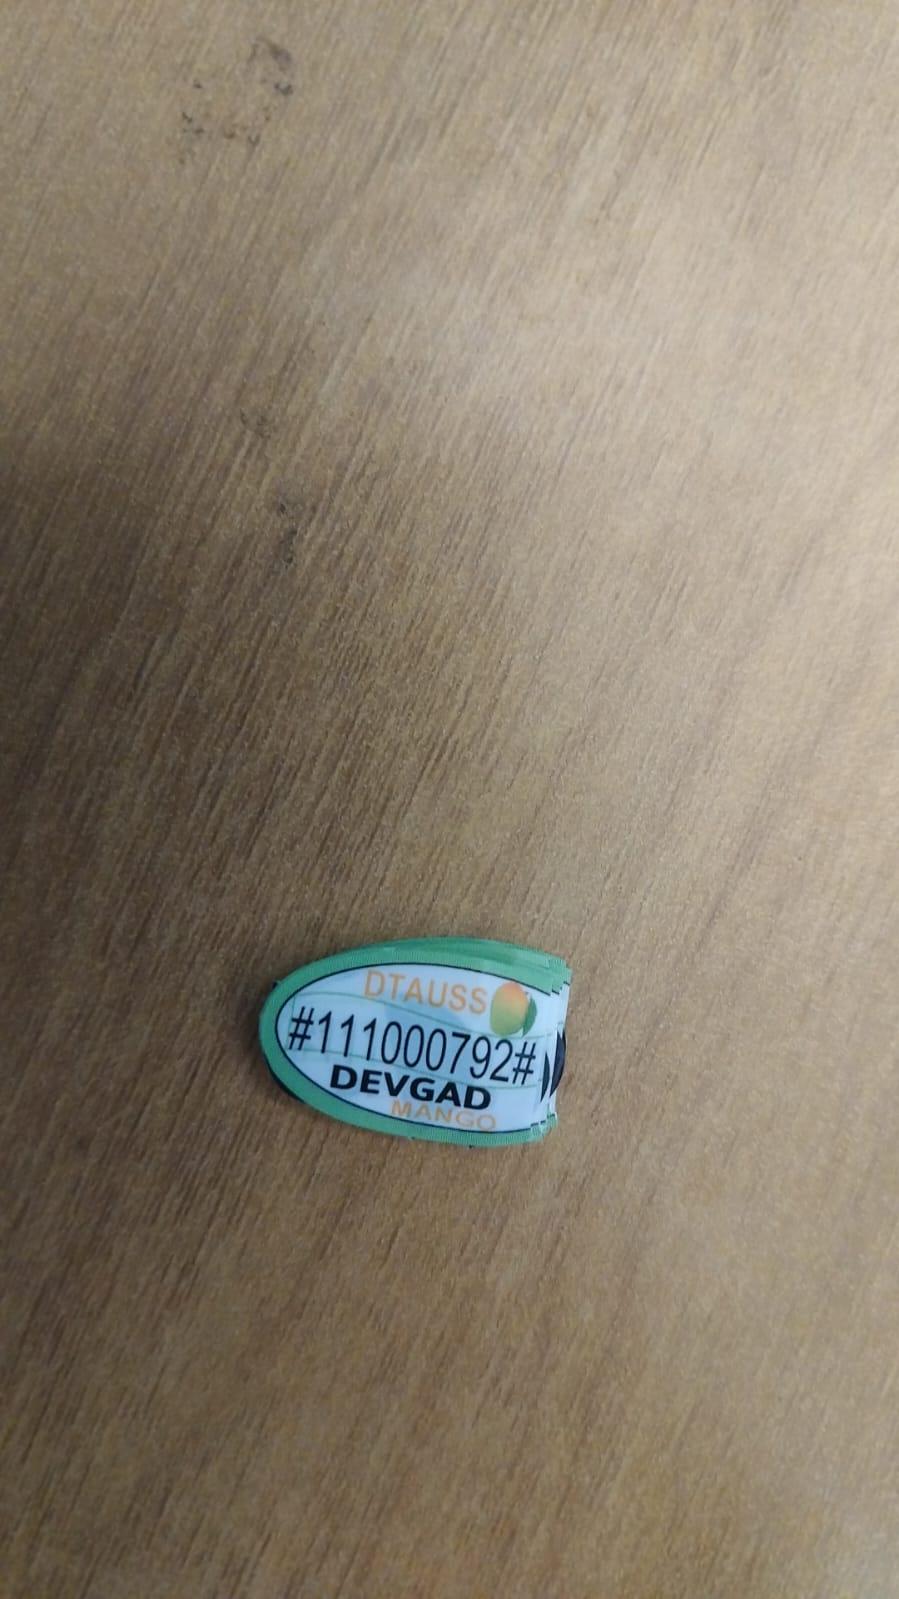 DTAUSS
#111000792#
DEVGAD
MANGO